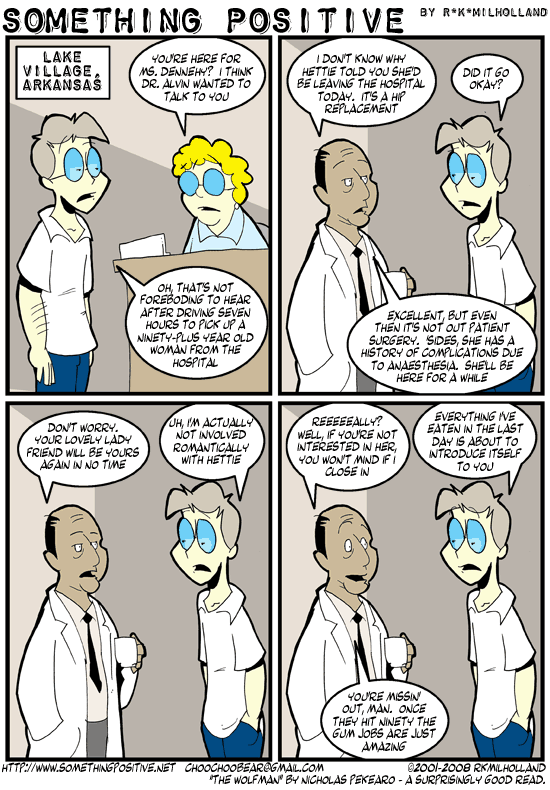 SOMETHING POSITIVE BY R*K*MILHOLLAND
LAKE
VILLAGE,
ARKANSAS
YOU'RE HERE FOR
MS. DENNEHY? I THINK
DR. ALVIN WANTED TO
TALK TO YOU
OH, THAT'S NOT
FOREBODING TO HEAR
AFTER DRIVING SEVEN
HOURS TO PICK UP A
NINETY-PLUS YEAR OLD
WOMAN FROM THE
HOSPITAL
I DON'T KNOW WHY
HETTIE TOLD YOU SHE'D
BE LEAVING THE HOSPITAL
TODAY. IT'S A HIP
REPLACEMENT
DID IT GO
OKAY?
EXCELLENT, BUT EVEN
THEN IT'S NOT OUT PATIENT
SURGERY. 'SIDES, SHE HAS A
HISTORY OF COMPLICATIONS DUE
TO ANAESTHESIA. SHE'LL BE
HERE FOR A WHILE
DON'T WORRY.
YOUR LOVELY LADY
FRIEND WILL BE YOURS
AGAIN IN NO TIME
UH, I'M ACTUALLY
NOT INVOLVED
ROMANTICALLY
WITH HETTIE
REEEEEALLY?
WELL, IF YOU'RE NOT
INTERESTED IN HER,
YOU WON'T MIND IF I
CLOSE IN
EVERYTHING I'VE
EATEN IN THE LAST
DAY IS ABOUT TO
INTRODUCE ITSELF
TO YOU
YOU'RE MISSIN'
OUT, MAN. ONCE
THEY HIT NINETY THE
GUM JOBS ARE JUST
AMAZING
HTTP://WWW.SOMETHINGPOSITIVE.NET CHOOCHOOBEAR@GMAIL.COM ©2001-2008 RKMILHOLLAND
"THE WOLFMAN" BY NICHOLAS PEKEARO - A SURPRISINGLY GOOD READ.